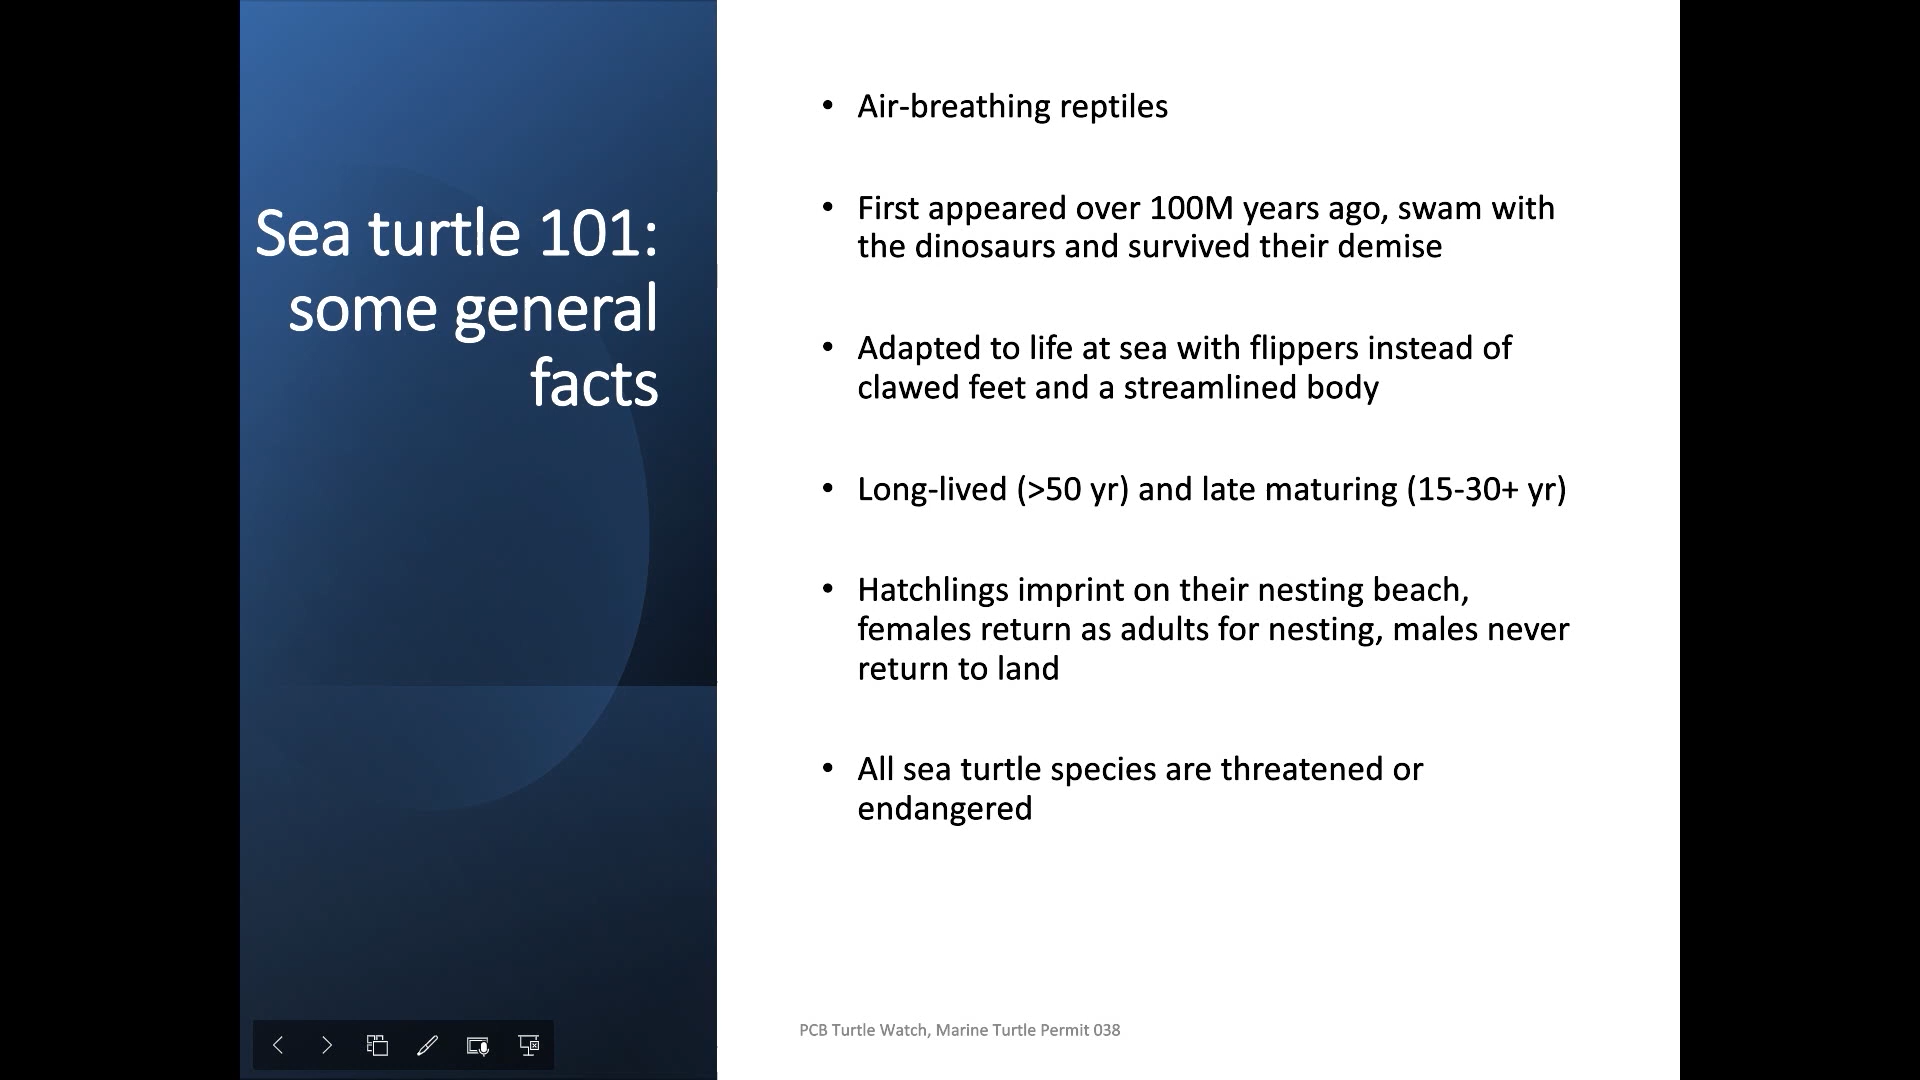 Sea turtle 101:
some general
facts
• Air-breathing reptiles
• First appeared over 100M years ago, swam with
the dinosaurs and survived their demise
• Adapted to life at sea with flippers instead of
clawed feet and a streamlined body
• Long-lived (>50 yr) and late maturing (15-30+ yr)
• Hatchlings imprint on their nesting beach,
females return as adults for nesting, males never
return to land
• All sea turtle species are threatened or
endangered
PCB Turtle Watch, Marine Turtle Permit 038